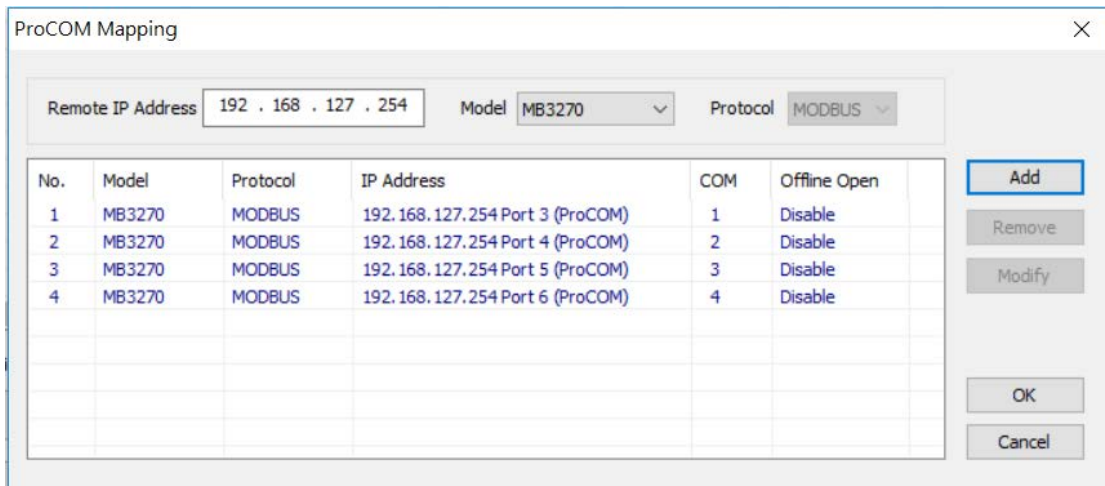 ProCOM Mapping
Remote IP Address 192 . 168 . 127 . 254 Model MB3270 Protocol MODBUS
No. Model Protocol IP Address COM Offline Open
1 MB3270 MODBUS 192.168.127.254 Port 3 (ProCOM) 1 Disable
2 MB3270 MODBUS 192.168.127.254 Port 4 (ProCOM) 2 Disable
3 MB3270 MODBUS 192.168.127.254 Port 5 (ProCOM) 3 Disable
4 MB3270 MODBUS 192.168.127.254 Port 6 (ProCOM) 4 Disable
Add
Remove
Modify
OK
Cancel